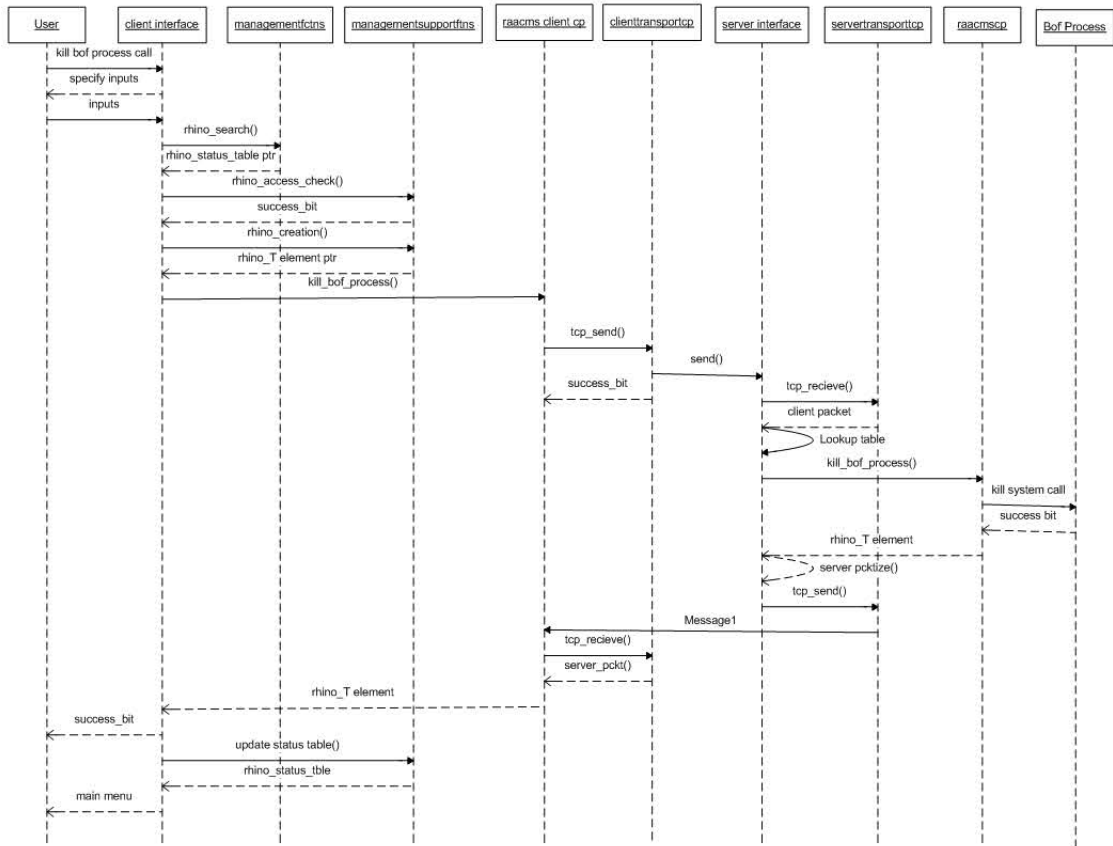 User
client interface
managementfctns
managementsupportftns
raacms client cp
clienttransportcp
server interface
servertransporttcp
raacmscp
Bof Process
kill bof process call
specify inputs
inputs
rhino_search()
rhino_status_table ptr
rhino_access_check()
success_bit
rhino_creation()
rhino_T element ptr
kill_bof_process()
tcp_send()
send()
success_bit
tcp_recieve()
client packet
Lookup table
kill_bof_process()
kill system call
success bit
rhino_T element
server pcktize()
tcp_send()
Message1
tcp_recieve()
server_pckt()
rhino_T element
success_bit
update status table()
rhino_status_tble
main menu